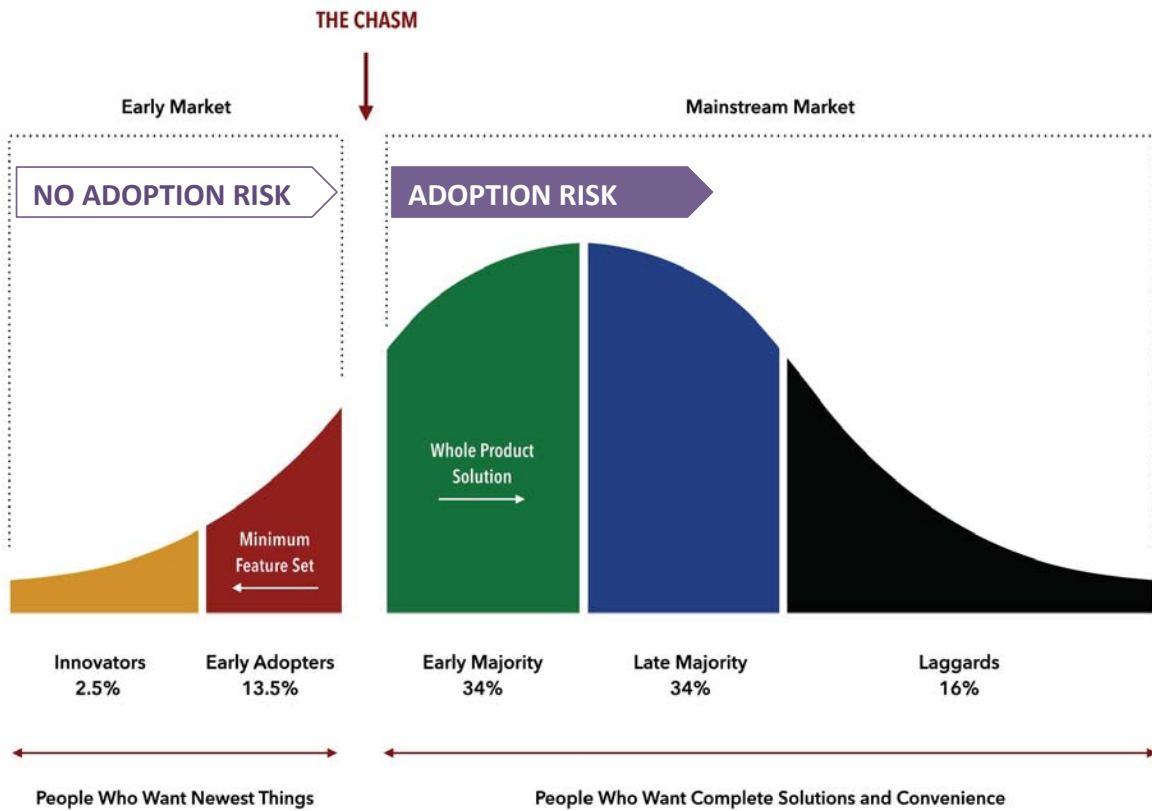 THE CHASM
Early Market
Mainstream Market
NO ADOPTION RISK
ADOPTION RISK
Whole Product
Solution
Minimum
Feature Set
Innovators
2.5%
Early Adopters
13.5%
Early Majority
34%
Late Majority
34%
Laggards
16%
People Who Want Newest Things
People Who Want Complete Solutions and Convenience